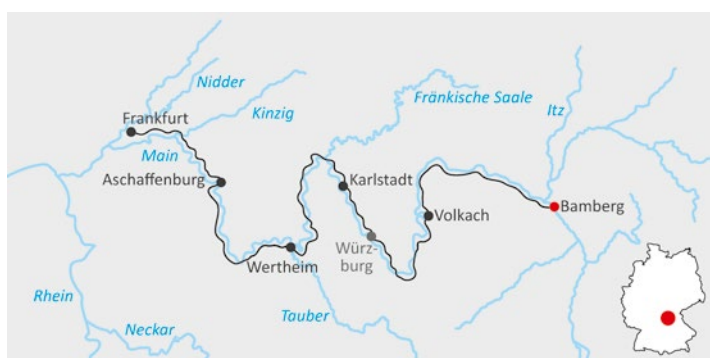 Nidder
Fränkische Saale
Itz
Frankfurt
Kinzig
Main
Aschaffenburg
Karlstadt
Bamberg
Volkach
Würz-
burg
Wertheim
Rhein
Tauber
Neckar